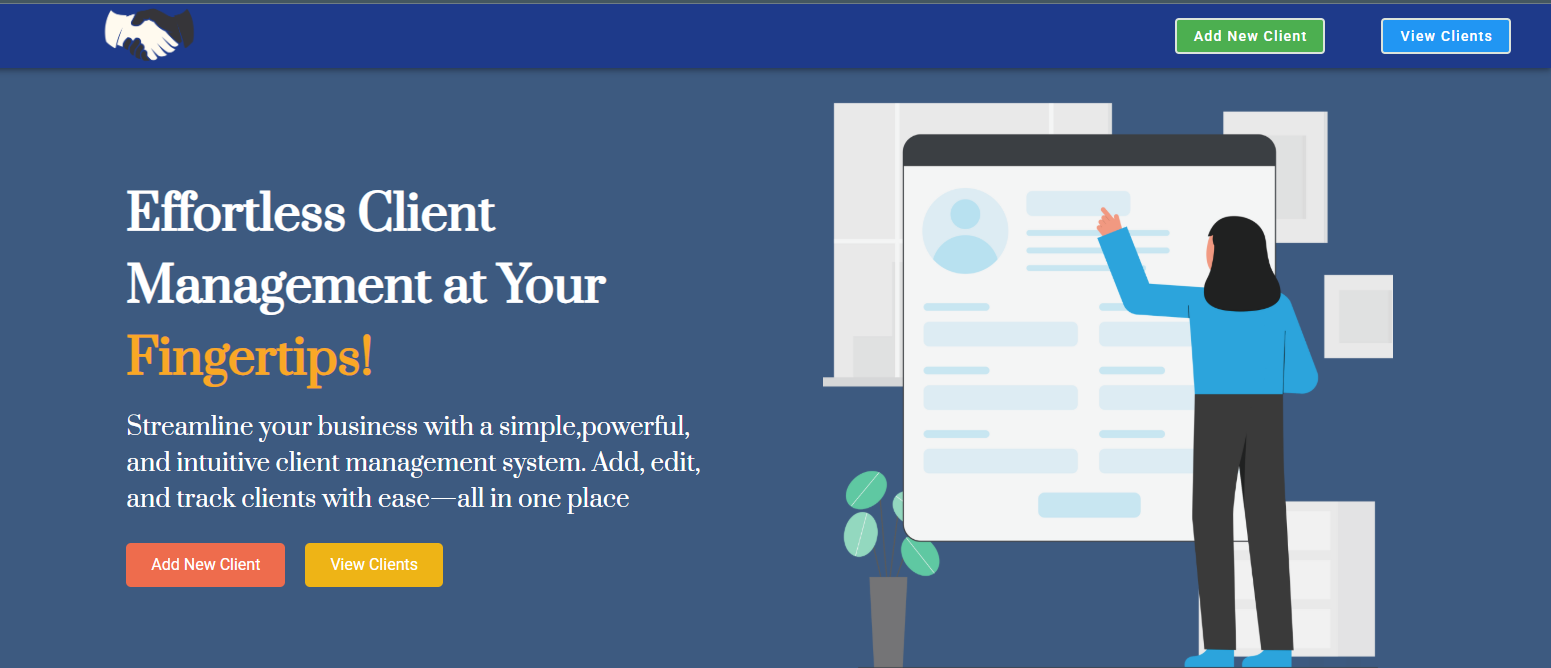 Add New Client
View Clients
Effortless Client
Management at Your
Fingertips!
Streamline your business with a simple,powerful,
and intuitive client management system. Add, edit,
and track clients with ease—all in one place
Add New Client
View Clients